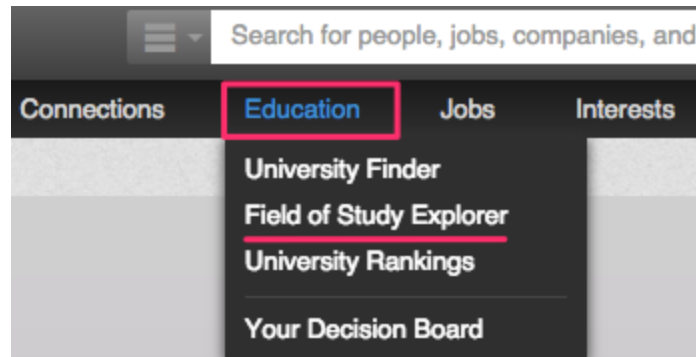 Search for people, jobs, companies, and
Connections Education Jobs Interests
University Finder
Field of Study Explorer
University Rankings
Your Decision Board